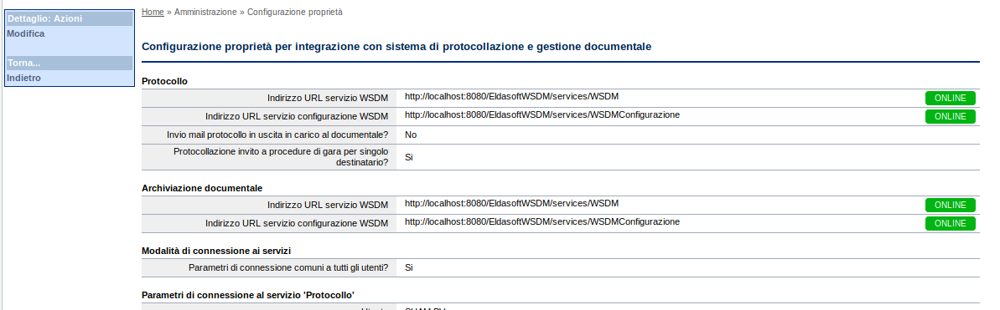 Dettaglio: Azioni
Modifica
Torna...
Indietro
Home » Amministrazione » Configurazione proprietà
Configurazione proprietà per integrazione con sistema di protocollazione e gestione documentale
Protocollo
Indirizzo URL servizio WSDM http://localhost:8080/EldasoftWSDM/services/WSDM ONLINE
Indirizzo URL servizio configurazione WSDM http://localhost:8080/EldasoftWSDM/services/WSDMConfigurazione ONLINE
Invio mail protocollo in uscita in carico al documentale? No
Protocollazione invito a procedure di gara per singolo
destinatario? Si
Archiviazione documentale
Indirizzo URL servizio WSDM http://localhost:8080/EldasoftWSDM/services/WSDM ONLINE
Indirizzo URL servizio configurazione WSDM http://localhost:8080/EldasoftWSDM/services/WSDMConfigurazione ONLINE
Modalità di connessione ai servizi
Parametri di connessione comuni a tutti gli utenti? Si
Parametri di connessione al servizio 'Protocollo'